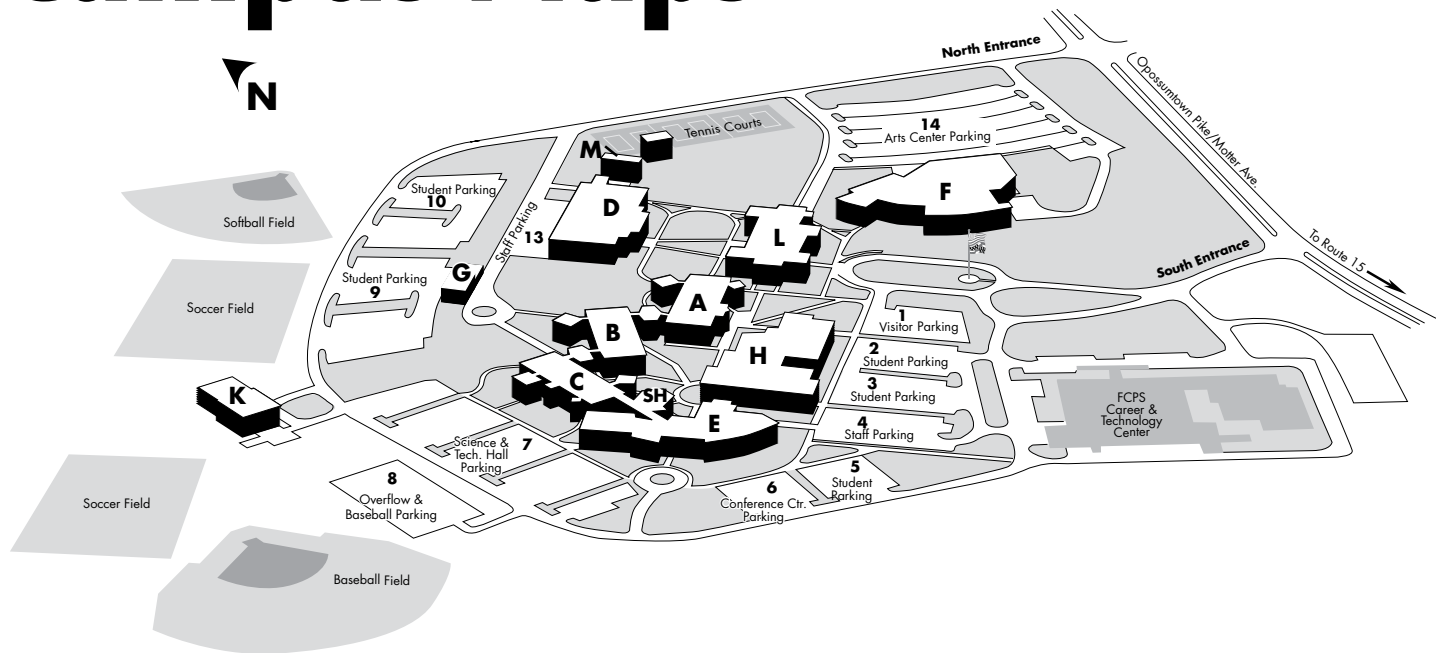 Campus Maps
N
North Entrance
Opossumtown Pike/Motter Ave.
Tennis Courts
14
Arts Center Parking
M
F
Student Parking
10
D
Softball Field
Staff Parking
13
L
To Route 15
South Entrance
G
Student Parking
9
A
Soccer Field
1
Visitor Parking
B
H
2
Student Parking
C
SH
3
Student Parking
K
FCPS
Career &
Technology
Center
E
4
Staff Parking
Science &
Tech. Hall
Parking
7
5
Student
Parking
8
Overflow &
Baseball Parking
6
Conference Ctr.
Parking
Soccer Field
Baseball Field